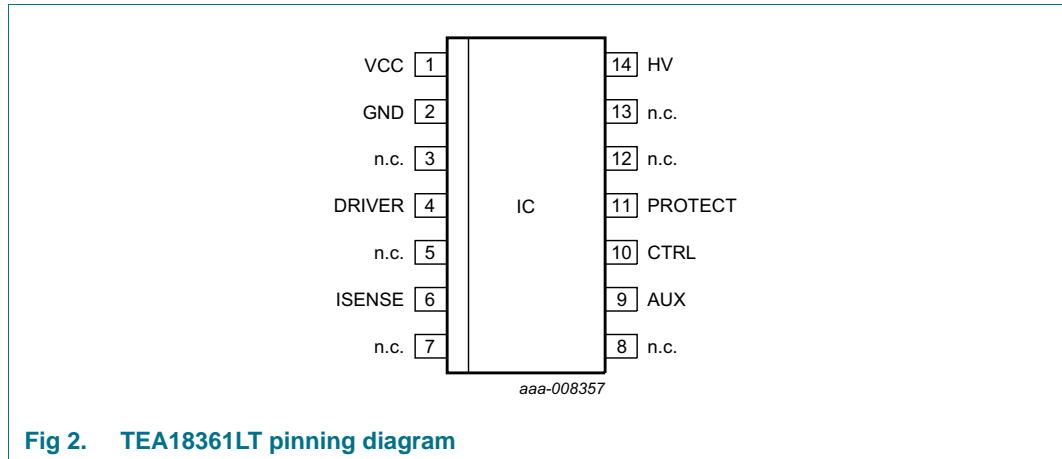 VCC 1 14 HV
GND 2 13 n.c.
n.c. 3 12 n.c.
DRIVER 4 IC 11 PROTECT
n.c. 5 10 CTRL
ISENSE 6 9 AUX
n.c. 7 8 n.c.
aaa-008357
Fig 2. TEA18361LT pinning diagram